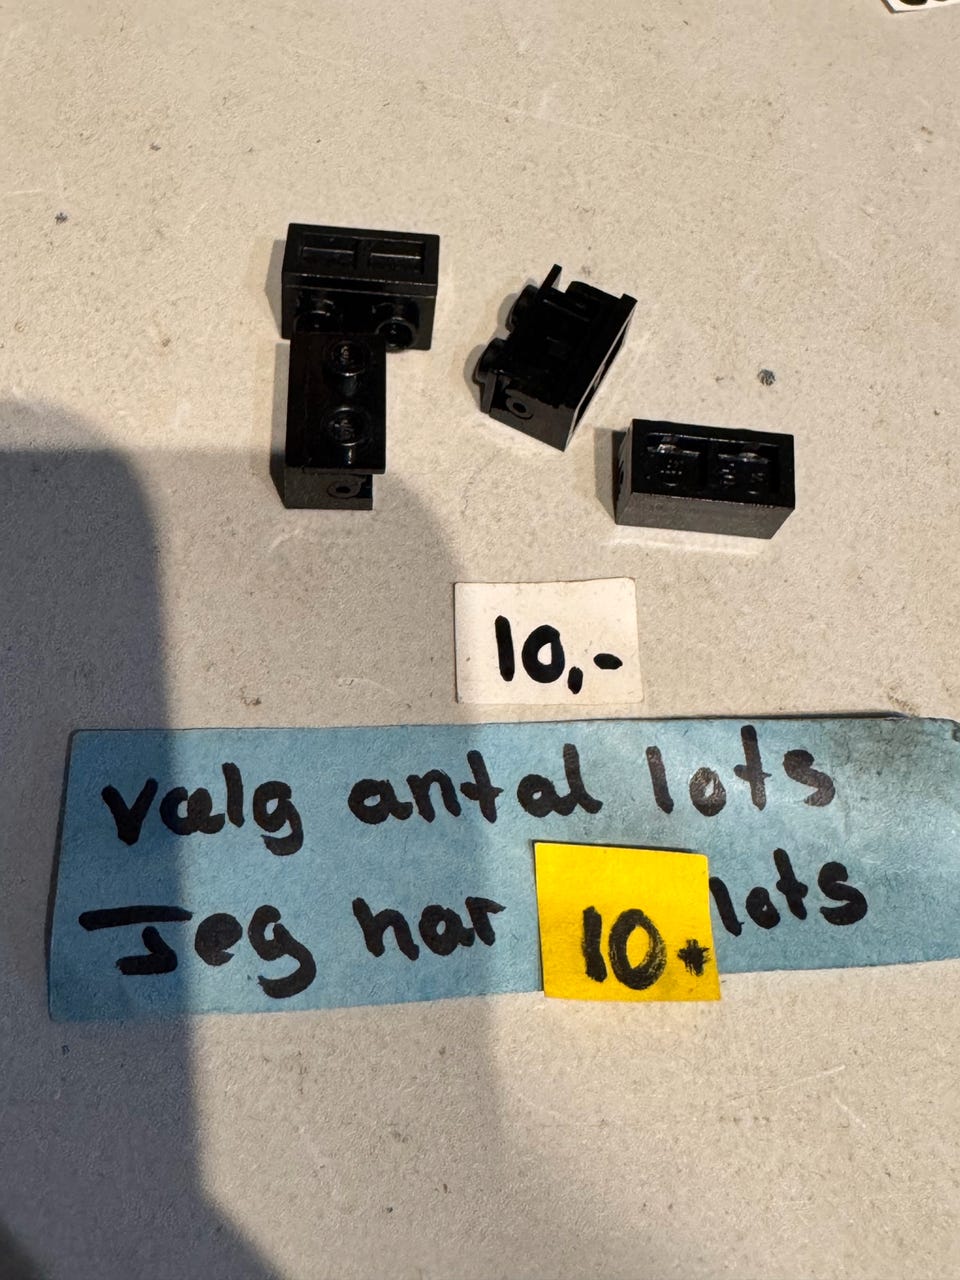 10,-
vælg antal lots
Jeg har 10+ lots